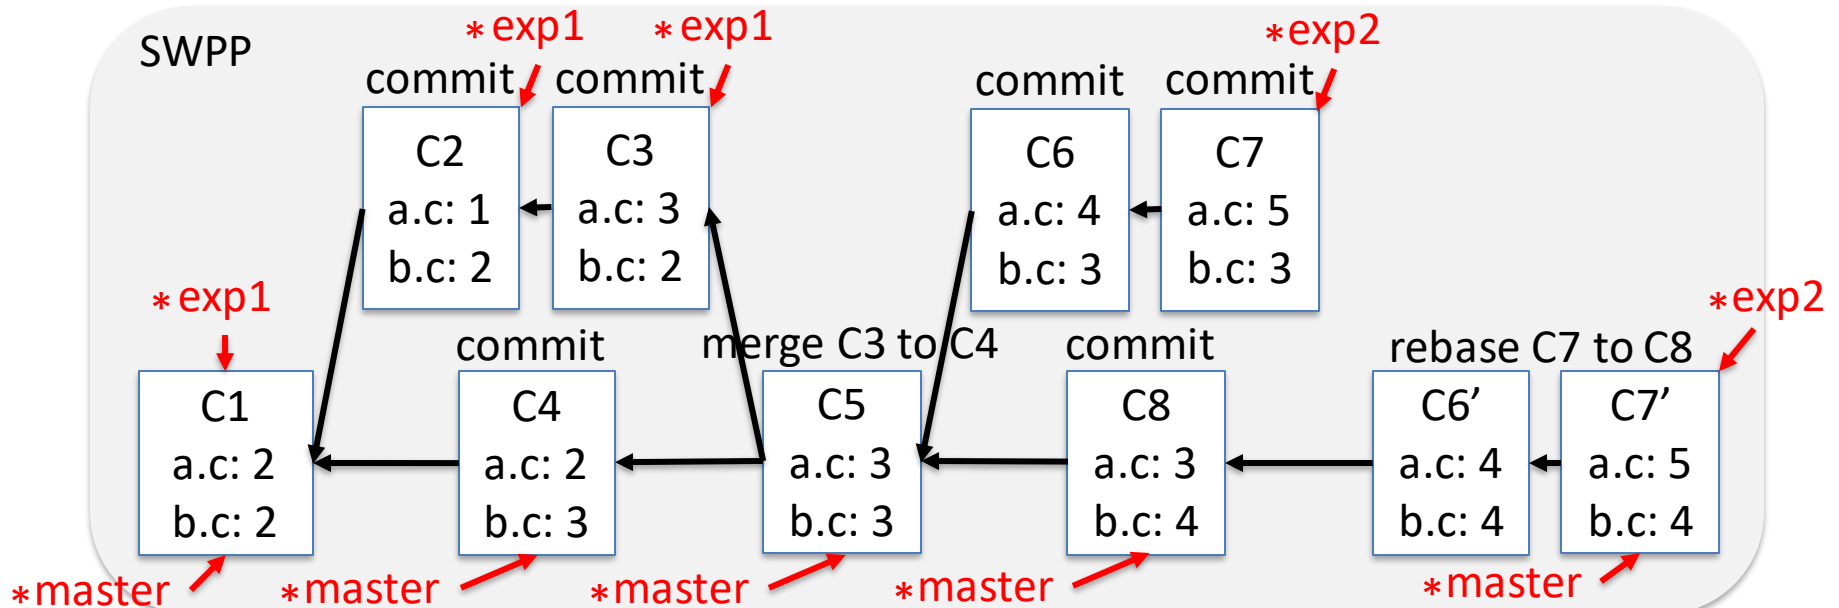 SWPP
*exp1
*exp1
*exp2
commit
commit
commit
commit
C2
a.c: 1
b.c: 2
C3
a.c: 3
b.c: 2
C6
a.c: 4
b.c: 3
C7
a.c: 5
b.c: 3
*exp1
*exp2
commit
merge C3 to C4
commit
rebase C7 to C8
C1
a.c: 2
b.c: 2
C4
a.c: 2
b.c: 3
C5
a.c: 3
b.c: 3
C8
a.c: 3
b.c: 4
C6’
a.c: 4
b.c: 4
C7’
a.c: 5
b.c: 4
*master
*master
*master
*master
*master